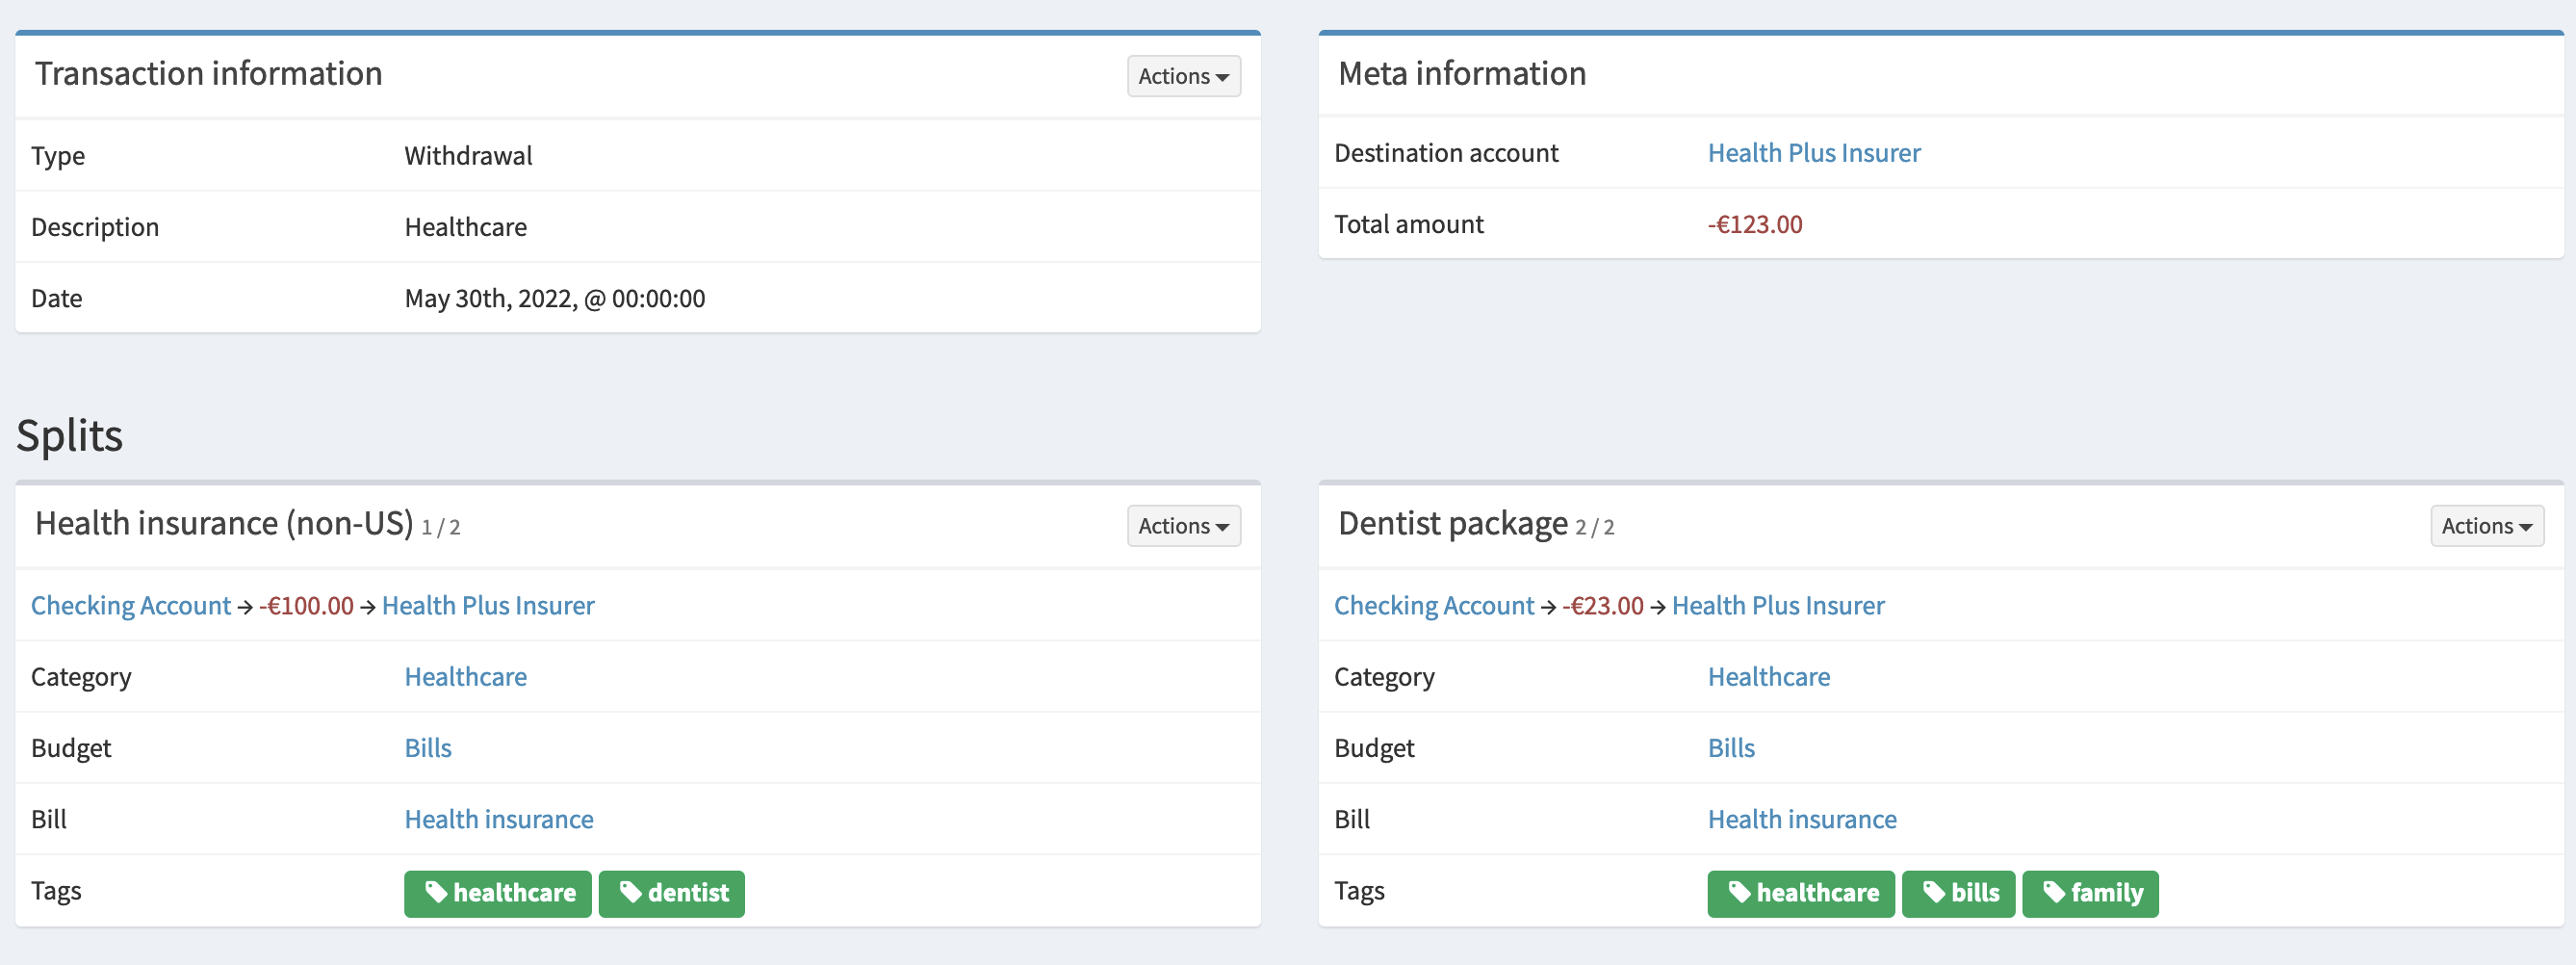 Transaction information
Actions
Type Withdrawal
Description Healthcare
Date May 30th, 2022, @ 00:00:00
Meta information
Destination account Health Plus Insurer
Total amount -€123.00
Splits
Health insurance (non-US) 1 / 2
Actions
Checking Account → -€100.00 → Health Plus Insurer
Category Healthcare
Budget Bills
Bill Health insurance
Tags healthcare dentist
Dentist package 2 / 2
Actions
Checking Account → -€23.00 → Health Plus Insurer
Category Healthcare
Budget Bills
Bill Health insurance
Tags healthcare bills family